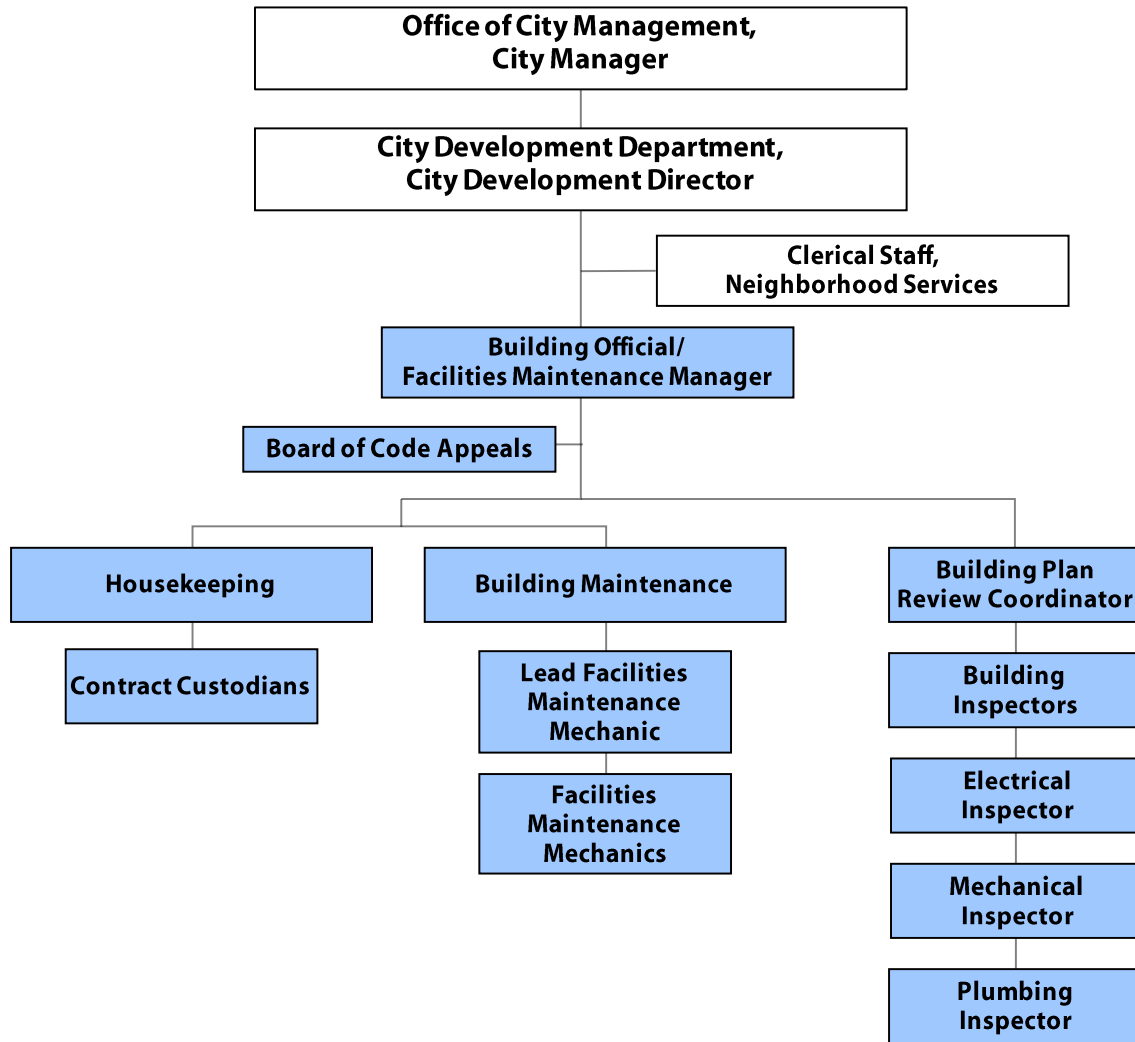 Office of City Management,
City Manager
City Development Department,
City Development Director
Clerical Staff,
Neighborhood Services
Building Official/
Facilities Maintenance Manager
Board of Code Appeals
Housekeeping
Contract Custodians
Building Maintenance
Lead Facilities
Maintenance
Mechanic
Facilities
Maintenance
Mechanics
Building Plan
Review Coordinator
Building
Inspectors
Electrical
Inspector
Mechanical
Inspector
Plumbing
Inspector